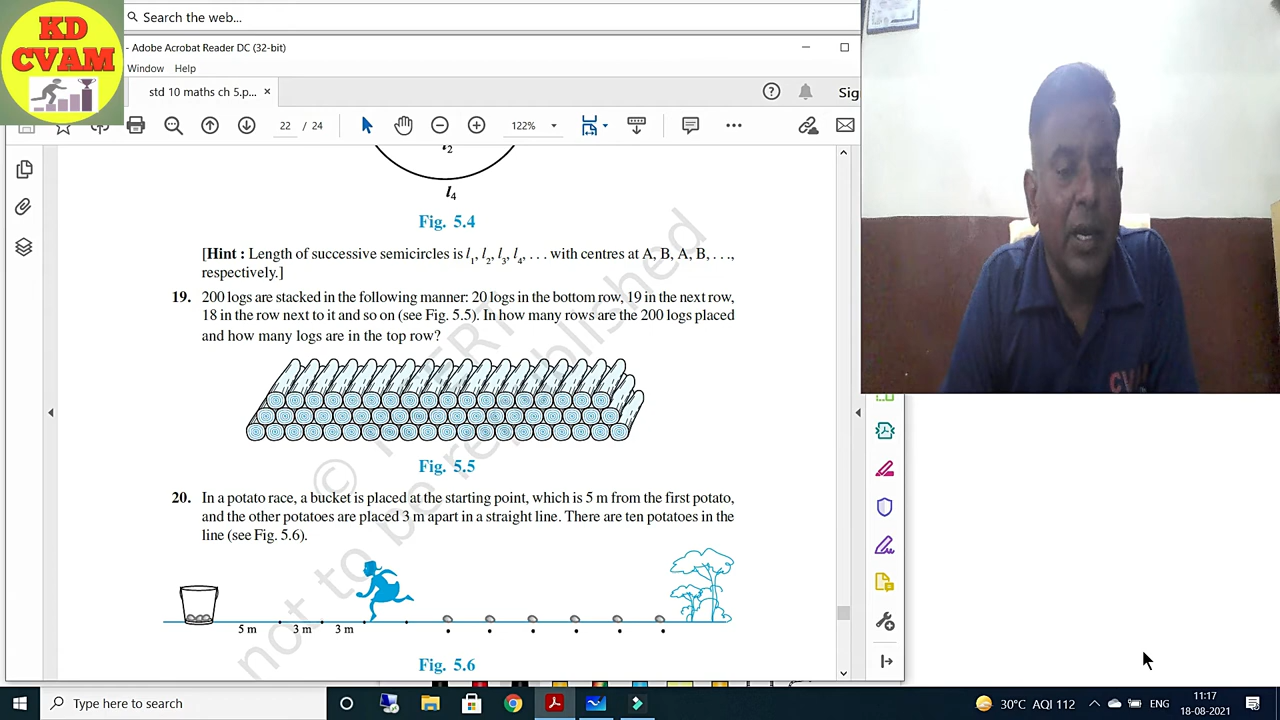 KD
CVAM
Search the web...
- Adobe Acrobat Reader DC (32-bit)
Window Help
std 10 maths ch 5.p... ×
Sig
22 / 24
122%
l2
l4
Fig. 5.4
[Hint : Length of successive semicircles is l1, l2, l3, l4, . . . with centres at A, B, A, B, . . .,
respectively.]
19. 200 logs are stacked in the following manner: 20 logs in the bottom row, 19 in the next row,
18 in the row next to it and so on (see Fig. 5.5). In how many rows are the 200 logs placed
and how many logs are in the top row?
Fig. 5.5
20. In a potato race, a bucket is placed at the starting point, which is 5 m from the first potato,
and the other potatoes are placed 3 m apart in a straight line. There are ten potatoes in the
line (see Fig. 5.6).
5 m 3 m 3 m
Fig. 5.6
not to be republished
CVA
Type here to search
30°C AQI 112
ENG
11:17
18-08-2021